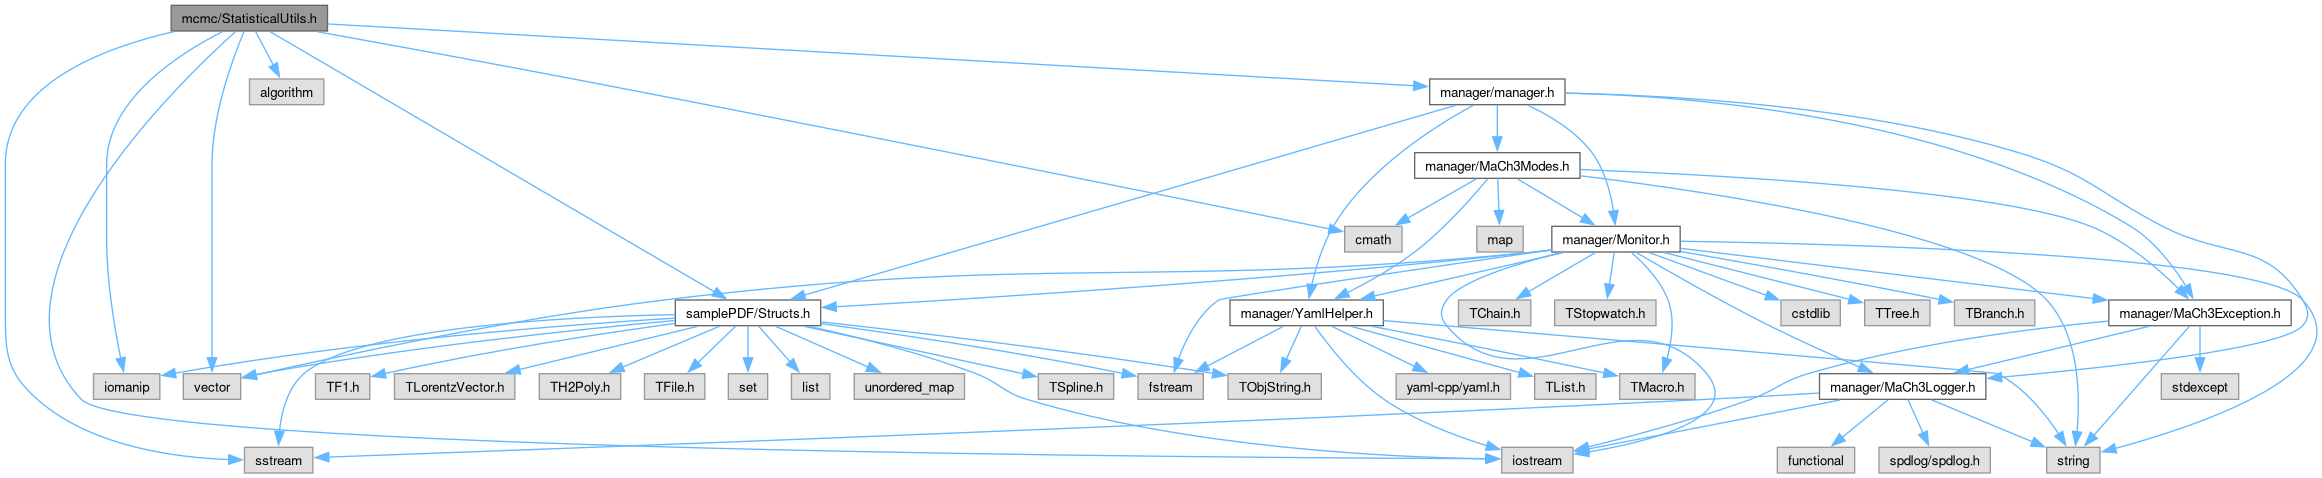 mcmc/StatisticalUtils.h
algorithm
manager/manager.h
manager/MaCh3Modes.h
cmath
map
manager/Monitor.h
samplePDF/Structs.h
manager/YamlHelper.h
TChain.h
TStopwatch.h
cstdlib
TTree.h
TBranch.h
manager/MaCh3Exception.h
iomanip
vector
TF1.h
TLorentzVector.h
TH2Poly.h
TFile.h
set
list
unordered_map
TSpline.h
fstream
TObjString.h
yaml-cpp/yaml.h
TList.h
TMacro.h
manager/MaCh3Logger.h
stdexcept
sstream
iostream
functional
spdlog/spdlog.h
string